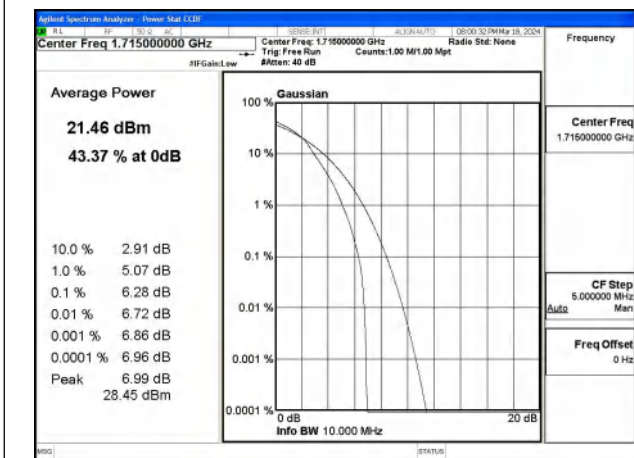 Agilent Spectrum Analyzer - Power Stat CCDF
RL RF 50 Ω AC SENSE:INT ALIGN AUTO 08:00:32 PM Mar 18, 2024
Center Freq 1.715000000 GHz
Center Freq: 1.715000000 GHz Radio Std: None
Trig: Free Run Counts:1.00 M/1.00 Mpt
#IFGain:Low #Atten: 40 dB
Frequency
Average Power
21.46 dBm
43.37 % at 0dB
10.0 % 2.91 dB
1.0 % 5.07 dB
0.1 % 6.28 dB
0.01 % 6.72 dB
0.001 % 6.86 dB
0.0001 % 6.96 dB
Peak 6.99 dB
28.45 dBm
Gaussian
100 %
10 %
1 %
0.1 %
0.01 %
0.001 %
0.0001 %
0 dB 20 dB
Info BW 10.000 MHz
Center Freq
1.715000000 GHz
CF Step
5.000000 MHz
Auto Man
Freq Offset
0 Hz
MSG STATUS